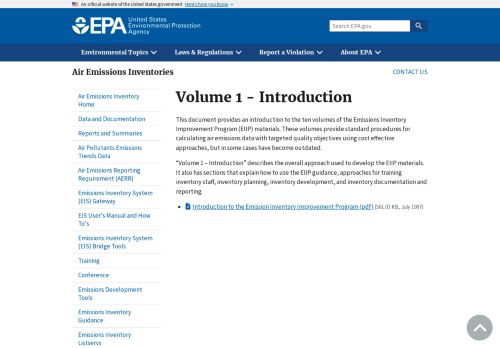 An official website of the United States government Here's how you know
EPA United States
Environmental Protection
Agency
Search EPA.gov
Environmental Topics Laws & Regulations Report a Violation About EPA
Air Emissions Inventories
CONTACT US
Air Emissions Inventory
Home
Data and Documentation
Reports and Summaries
Air Pollutants Emissions
Trends Data
Air Emissions Reporting
Requirement (AERR)
Emissions Inventory System
(EIS) Gateway
EIS User's Manual and How
To's
Emissions Inventory System
(EIS) Bridge Tools
Training
Conference
Emissions Development
Tools
Emissions Inventory
Guidance
Emissions Inventory
Listservs
Volume 1 - Introduction
This document provides an introduction to the ten volumes of the Emissions Inventory
Improvement Program (EIIP) materials. These volumes provide standard procedures for
calculating air emissions data with targeted quality objectives using cost effective
approaches, but in some cases have become outdated.
“Volume 1 – Introduction” describes the overall approach used to develop the EIIP materials.
It also has sections that explain how to use the EIIP guidance, approaches for training
inventory staff, inventory planning, inventory development, and inventory documentation and
reporting
Introduction to the Emission Inventory Improvement Program (pdf) (561.03 KB, July 1997)